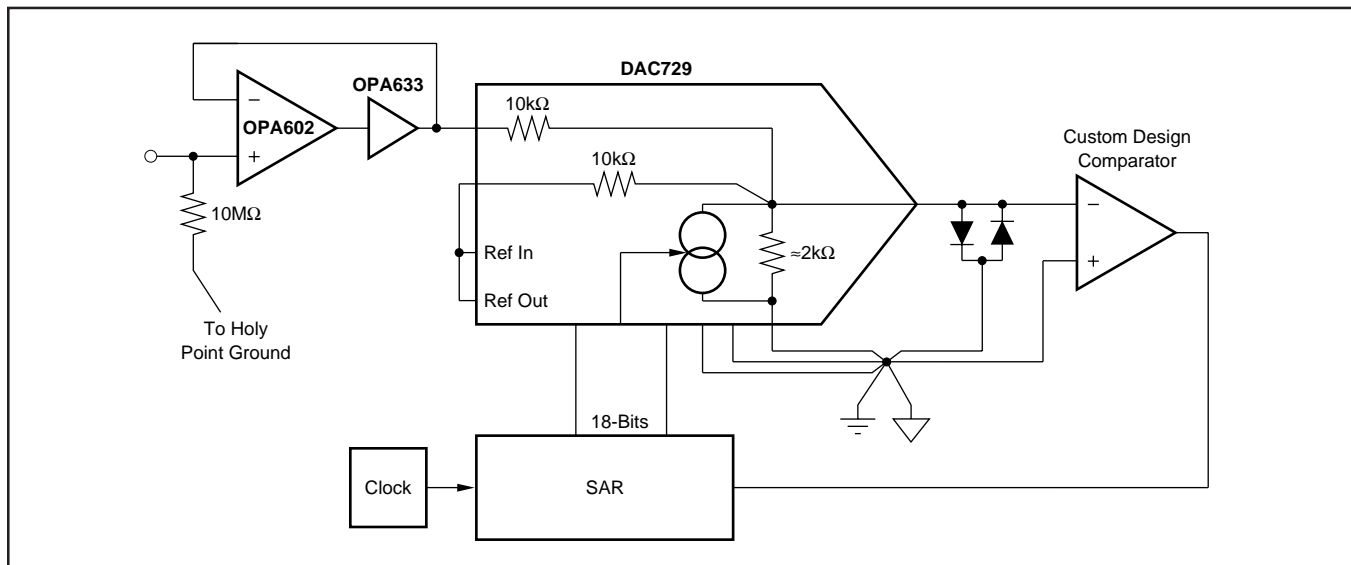 DAC729
OPA633
OPA602
−
+
10kΩ
10kΩ
Custom Design
Comparator
−
+
10MΩ
Ref In
≈2kΩ
Ref Out
To Holy
Point Ground
18-Bits
Clock
SAR